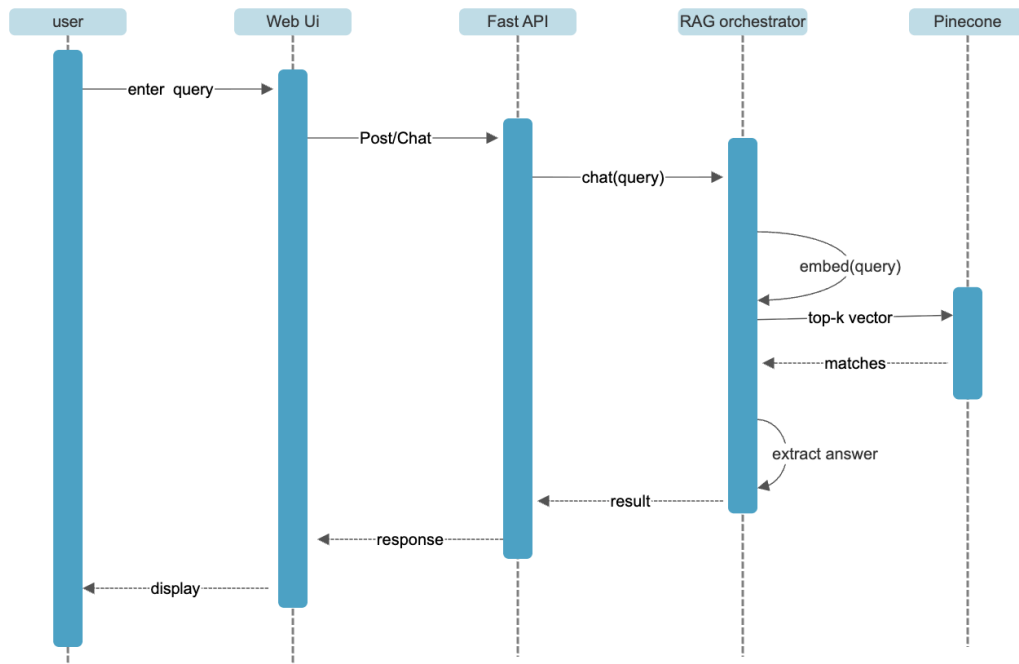 user
Web Ui
Fast API
RAG orchestrator
Pinecone
enter query
Post/Chat
chat(query)
embed(query)
top-k vector
matches
extract answer
result
response
display